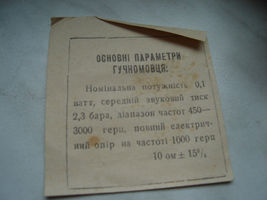 ОСНОВНІ ПАРАМЕТРИ
ГУЧНОМОВЦЯ:
Номінальна потужність 0,1
ватт, середній звуковий тиск
2,3 бара, діапазон частот 450—
3000 герц, повний електрич-
ний опір на частоті 1000 герц
10 ом ± 15%